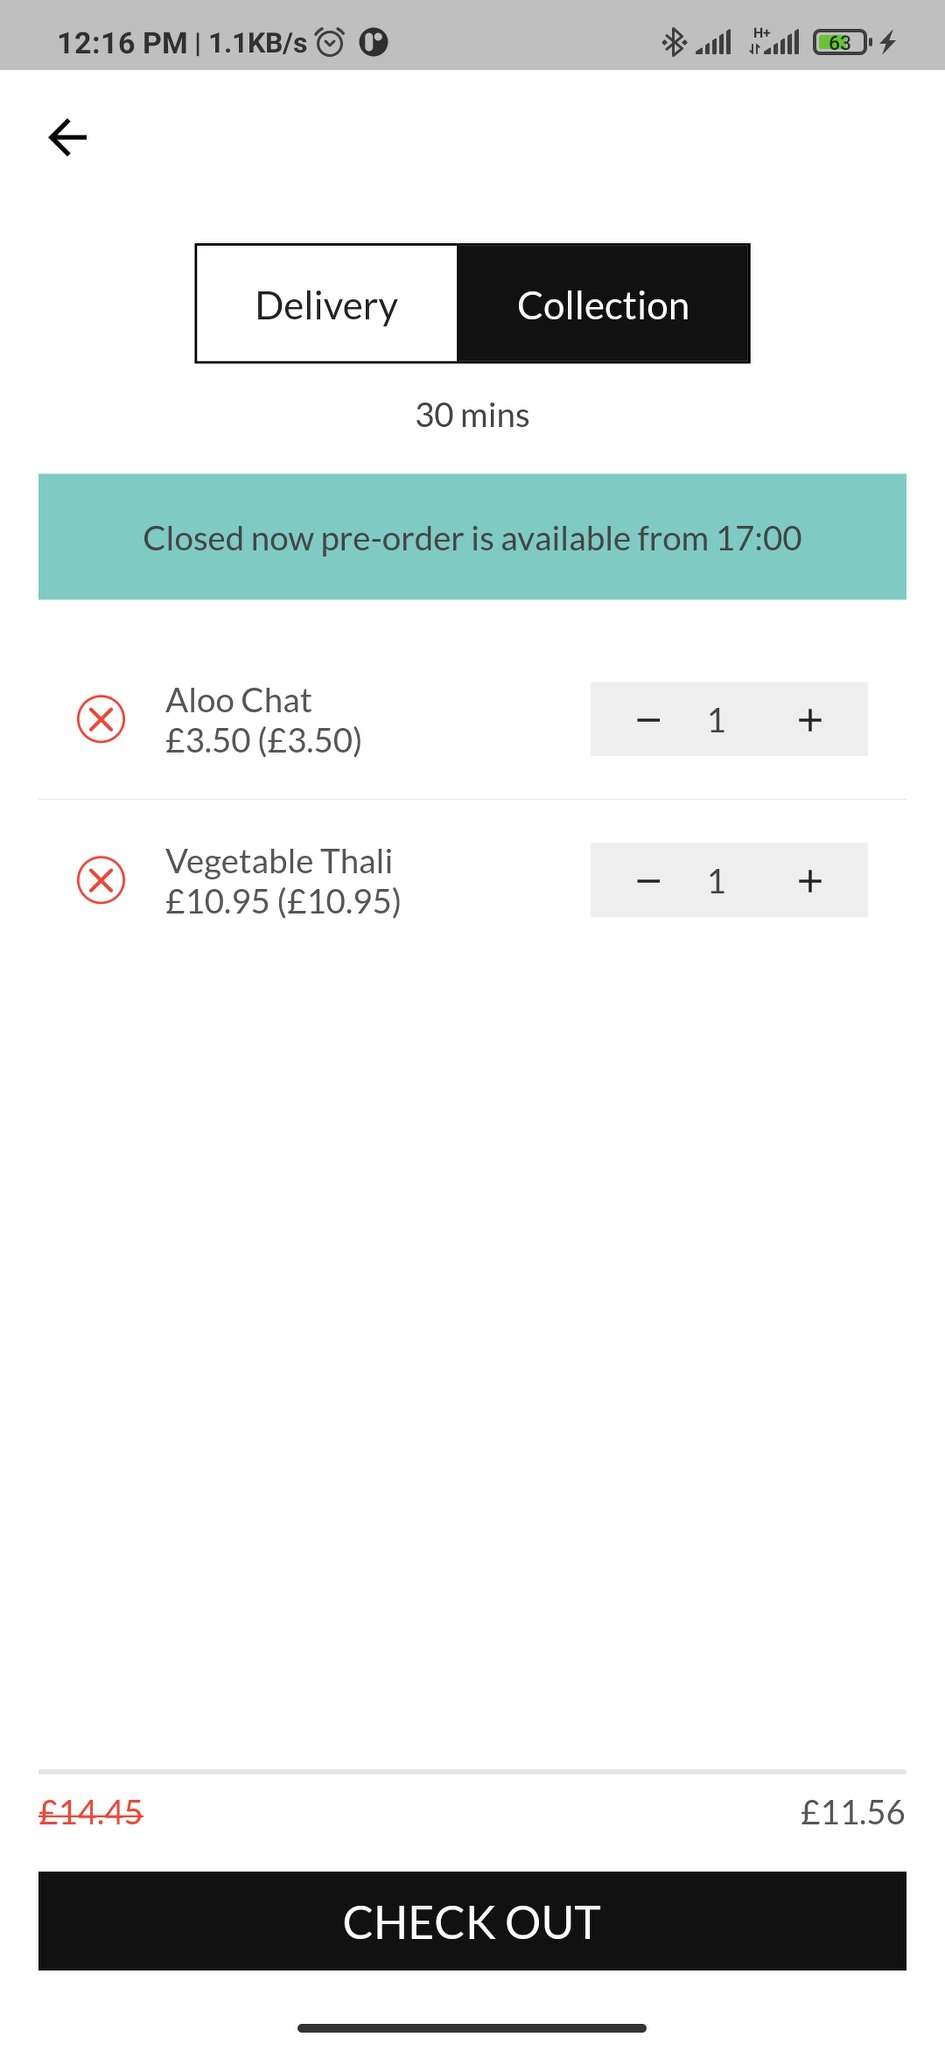 12:16 PM | 1.1KB/s
H+
63
Delivery
Collection
30 mins
Closed now pre-order is available from 17:00
Aloo Chat
£3.50 (£3.50)
1
Vegetable Thali
£10.95 (£10.95)
1
£14.45
£11.56
CHECK OUT